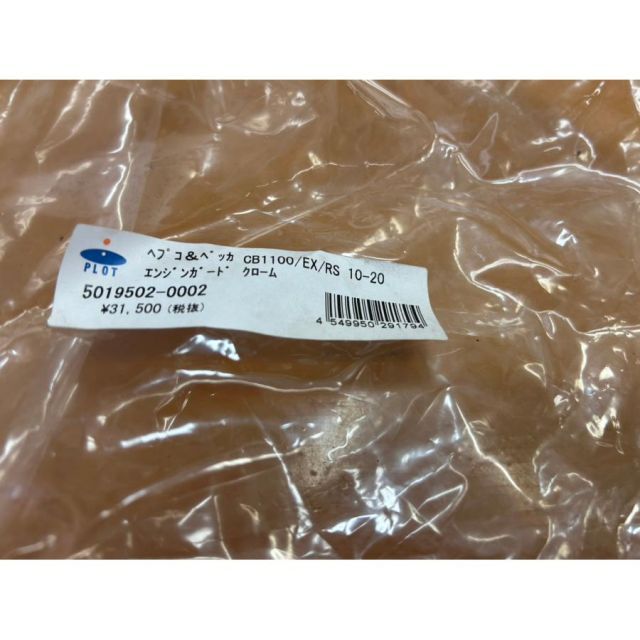 PLOT
ﾍﾌﾟｺ&ﾍﾞｯｶ CB1100/EX/RS 10-20
ｴﾝｼﾞﾝｶﾞｰﾄﾞ ｸﾛｰﾑ
5019502-0002
¥31,500(税抜)
4 549950 291794